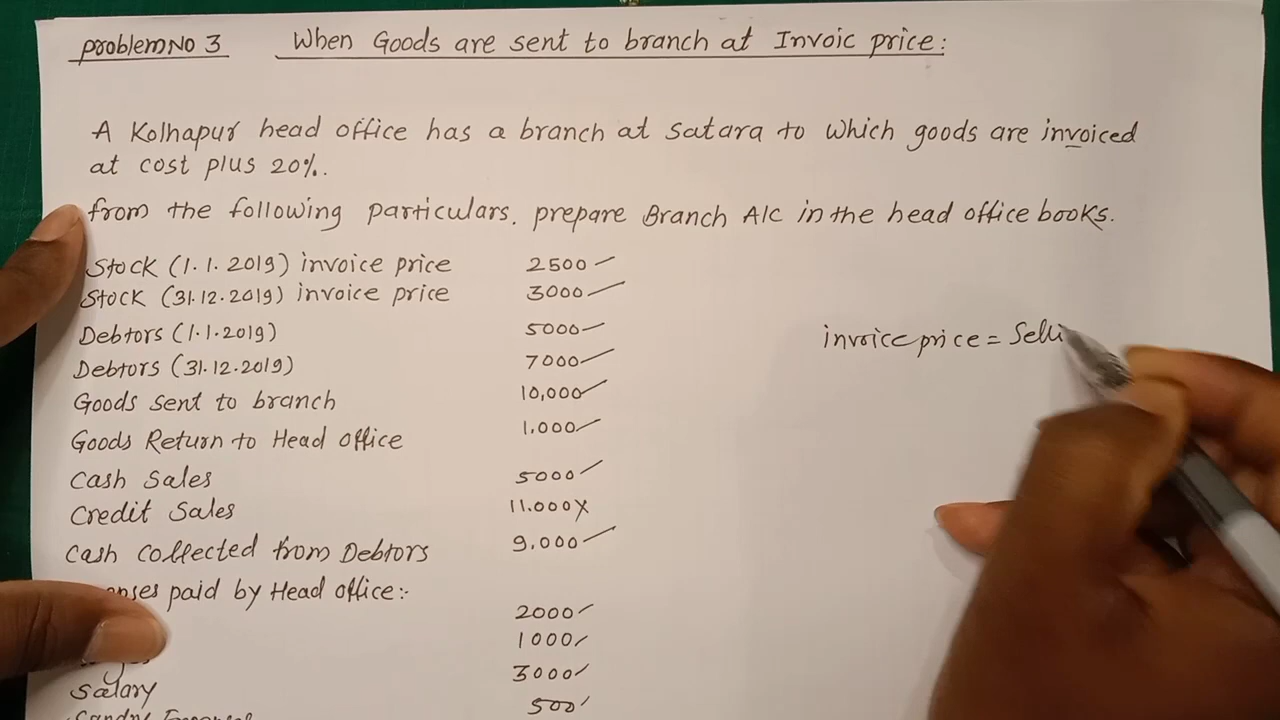 problem No 3 When Goods are sent to branch at Invoic price:
A Kolhapur head office has a branch at Satara to which goods are invoiced
at cost plus 20%.
from the following particulars. prepare Branch A/C in the head office books.
Stock (1.1.2019) invoice price 2500
Stock (31.12.2019) invoice price 3000
Debtors (1.1.2019) 5000
Debtors (31.12.2019) 7000
Goods Sent to branch 10,000
Goods Return to Head office 1,000
Cash Sales 5000
Credit Sales 11.000 X
Cash Collected from Debtors 9,000
paid by Head office:-
2000
1000
Salary 3000
500
invoice price = Selli